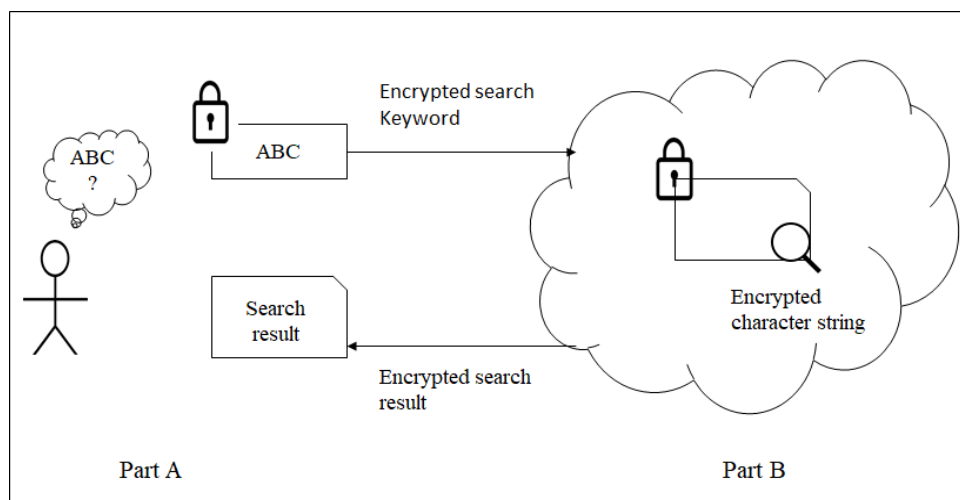 Encrypted search
Keyword
ABC
ABC
?
Search
result
Encrypted
character string
Encrypted search
result
Part A
Part B